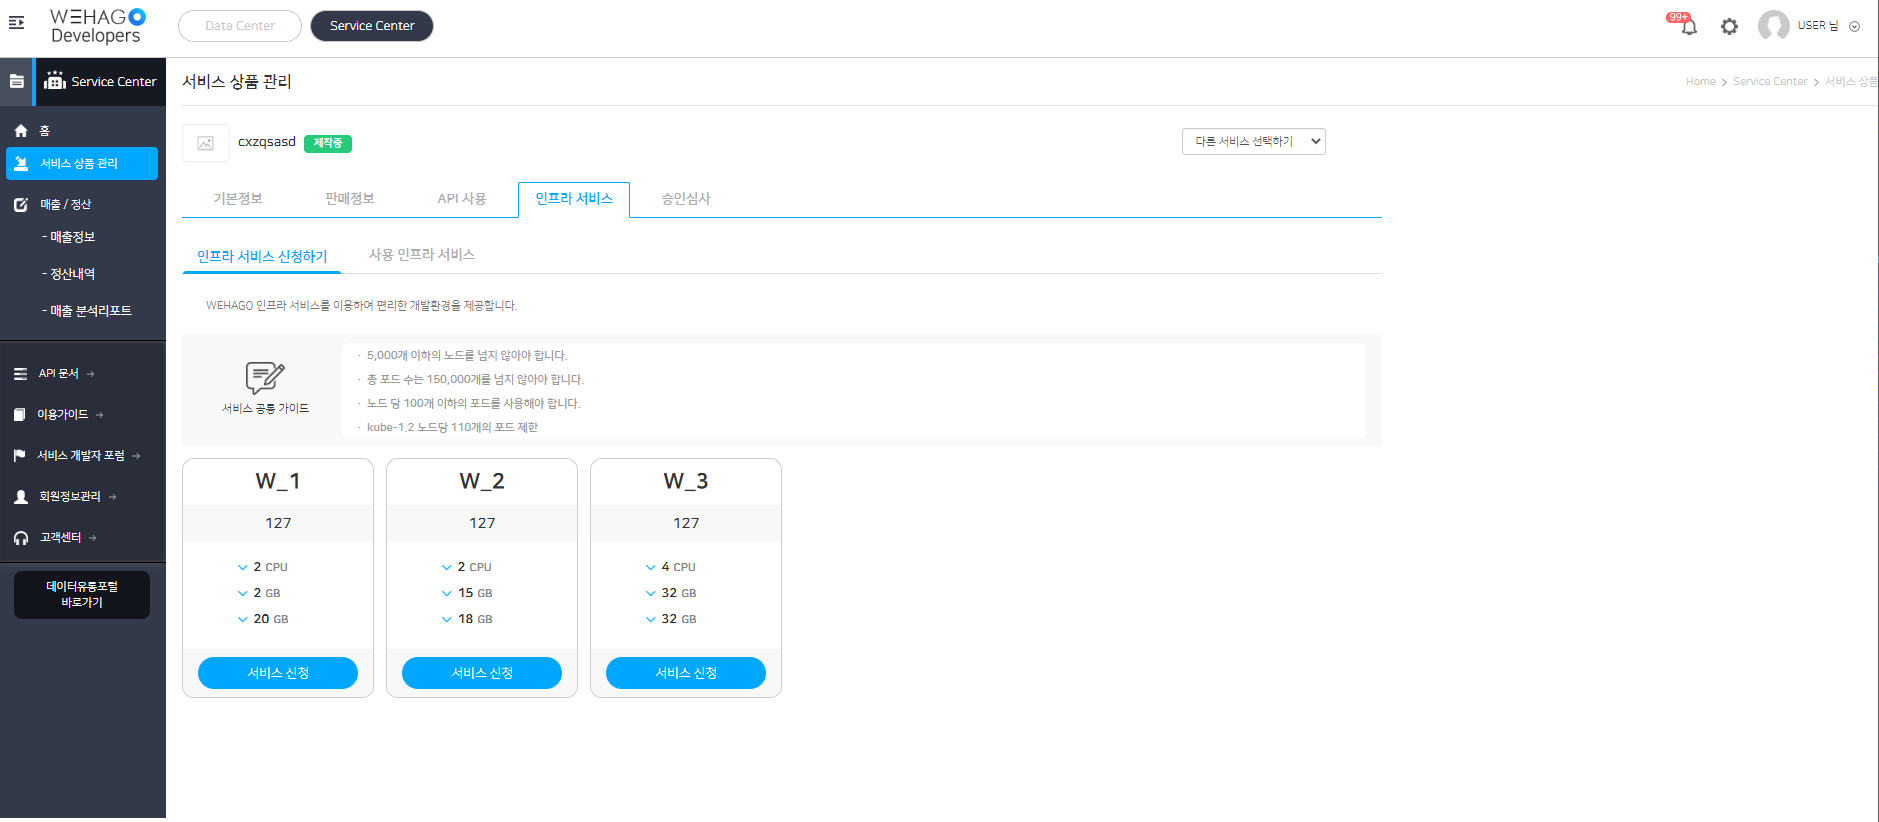 WEHAGO
Developers
Data Center
Service Center
99+
USER 님
Service Center
홈
서비스 상품 관리
매출 / 정산
- 매출정보
- 정산내역
- 매출 분석리포트
API 문서 →
이용가이드 →
서비스 개발자 포럼 →
회원정보관리 →
고객센터 →
데이터유통포털
바로가기
서비스 상품 관리
Home > Service Center > 서비스 상품
cxzqsasd 제작중
다른 서비스 선택하기
기본정보
판매정보
API 사용
인프라 서비스
승인심사
인프라 서비스 신청하기
사용 인프라 서비스
WEHAGO 인프라 서비스를 이용하여 편리한 개발환경을 제공합니다.
서비스 공통 가이드
· 5,000개 이하의 노드를 넘지 않아야 합니다.
· 총 포드 수는 150,000개를 넘지 않아야 합니다.
· 노드 당 100개 이하의 포드를 사용해야 합니다.
· kube-1.2 노드당 110개의 포드 제한
W_1
127
2 CPU
2 GB
20 GB
서비스 신청
W_2
127
2 CPU
15 GB
18 GB
서비스 신청
W_3
127
4 CPU
32 GB
32 GB
서비스 신청